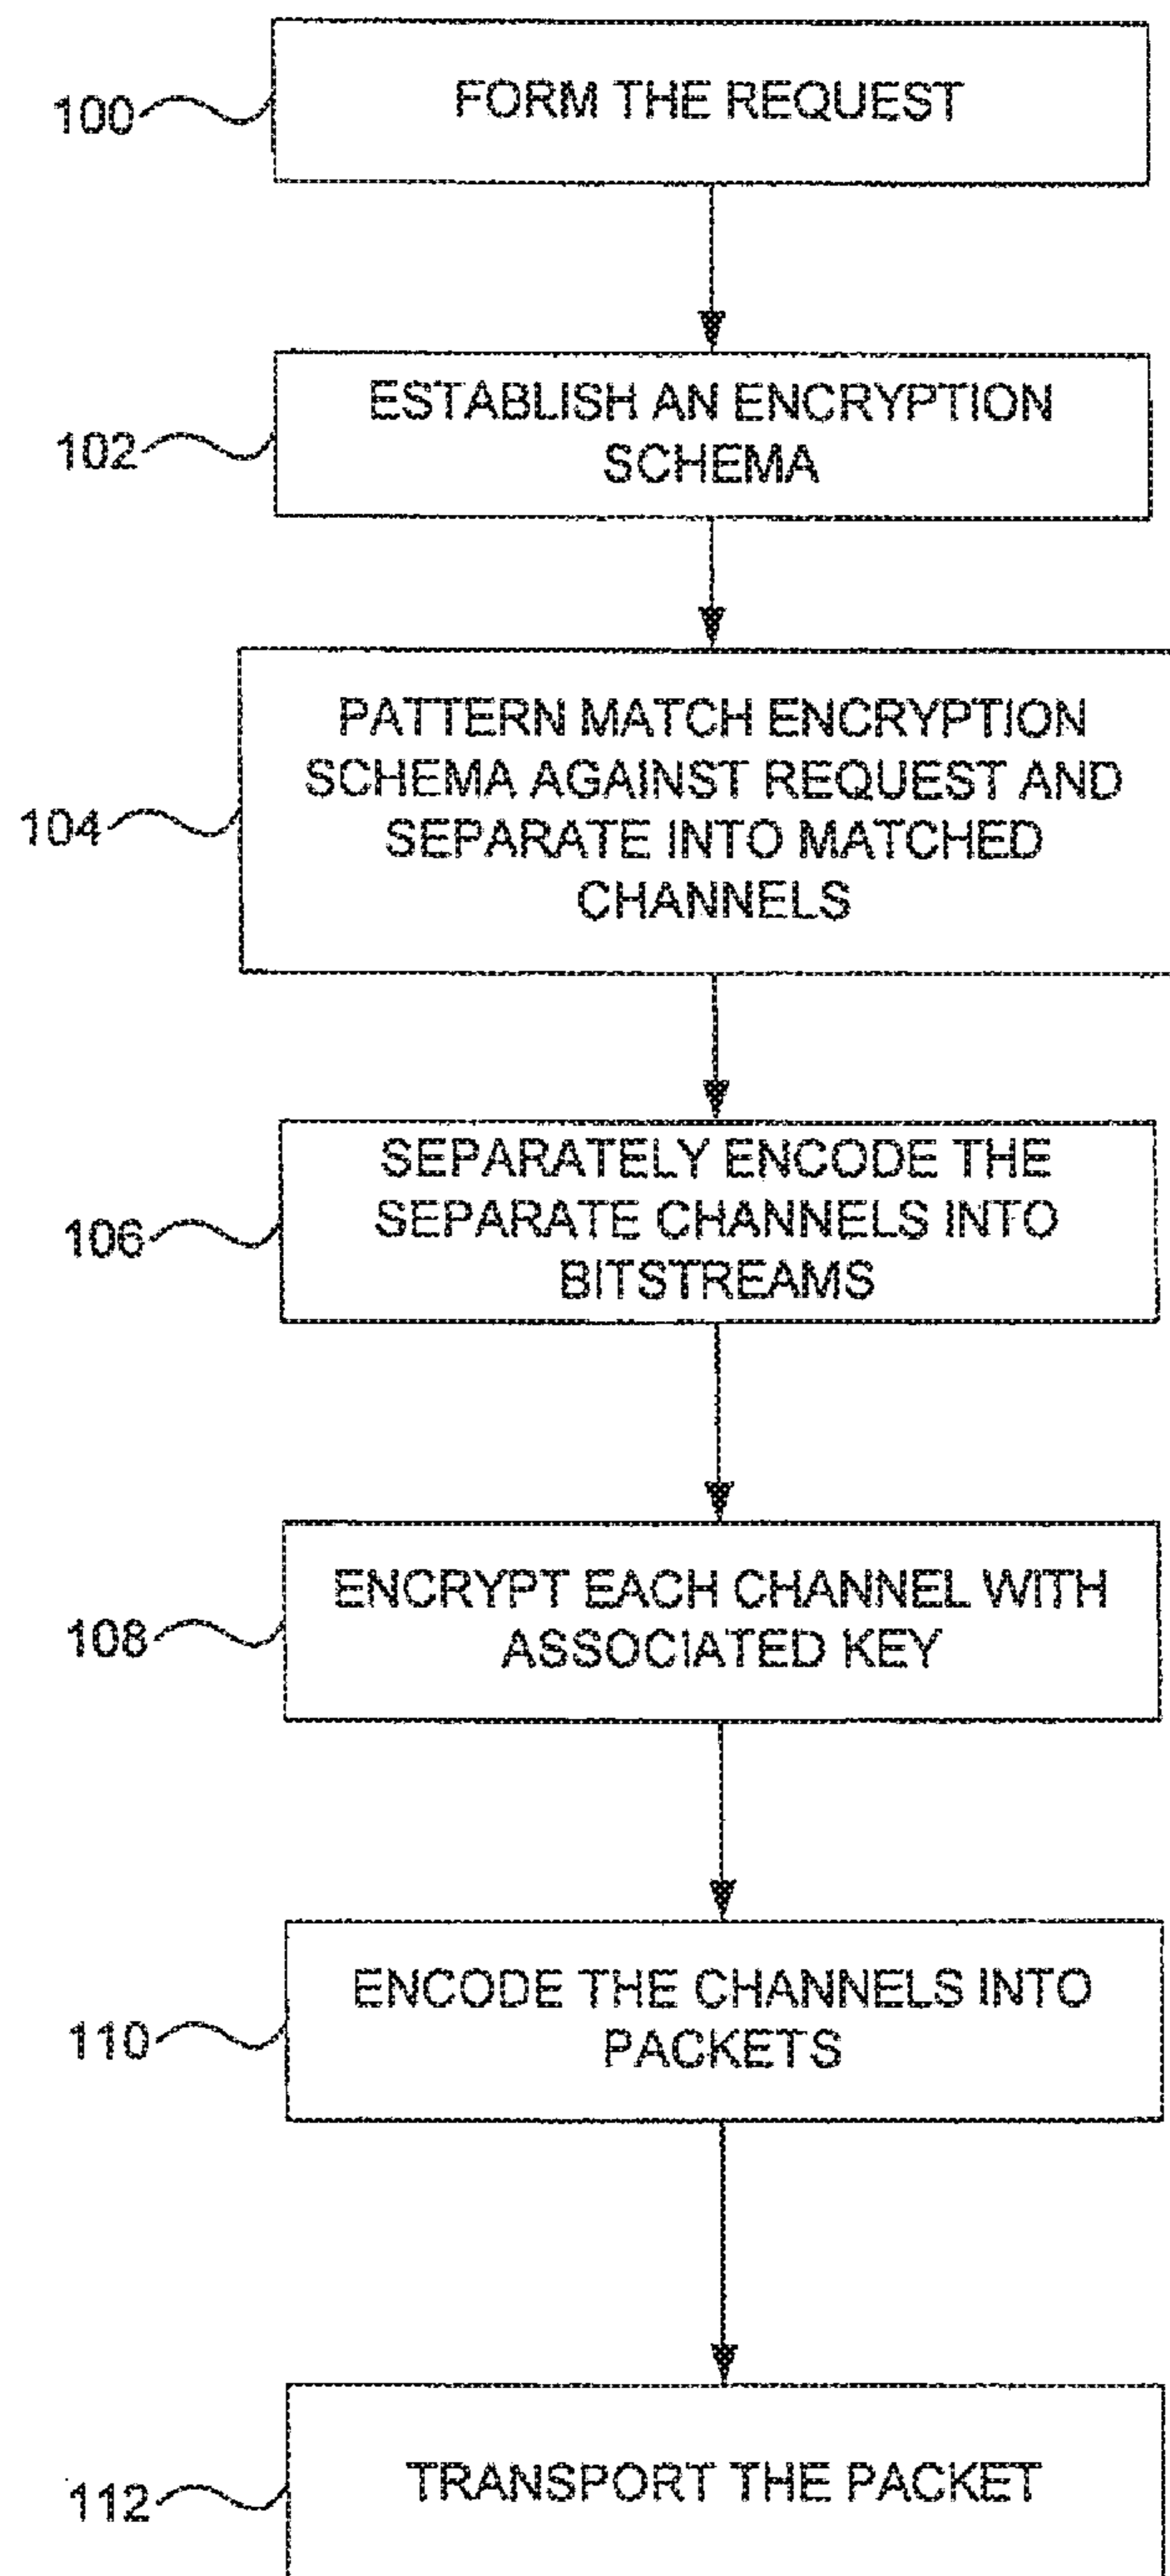 100
FORM THE REQUEST
102
ESTABLISH AN ENCRYPTION
SCHEMA
104
PATTERN MATCH ENCRYPTION
SCHEMA AGAINST REQUEST AND
SEPARATE INTO MATCHED
CHANNELS
106
SEPARATELY ENCODE THE
SEPARATE CHANNELS INTO
BITSTREAMS
108
ENCRYPT EACH CHANNEL WITH
ASSOCIATED KEY
110
ENCODE THE CHANNELS INTO
PACKETS
112
TRANSPORT THE PACKET